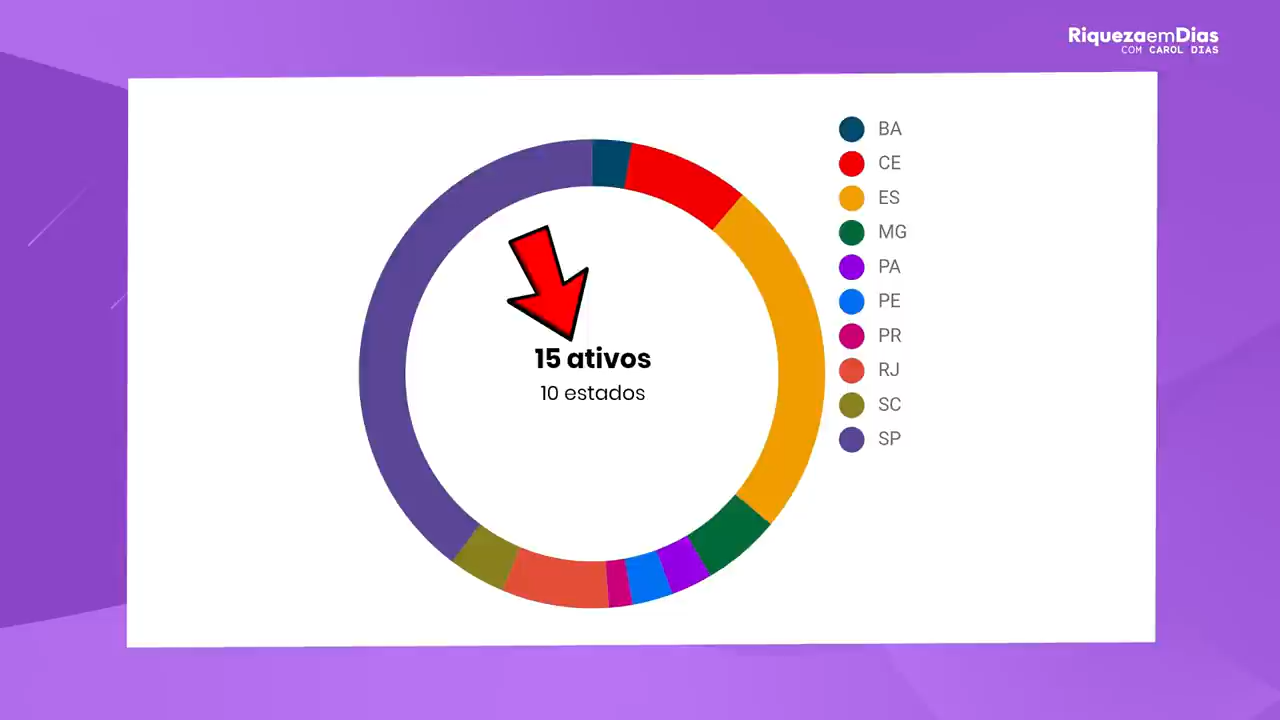 RiquezaemDias
COM CAROL DIAS
BA
CE
ES
MG
PA
PE
PR
RJ
SC
SP
15 ativos
10 estados